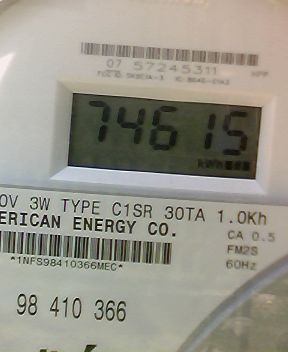 07 57245311
74615
kWh
0V 3W TYPE C1SR 30TA 1.0Kh
ERICAN ENERGY CO.
CA 0.5
FM2S
*1NFS98410366MEC*
60Hz
98 410 366